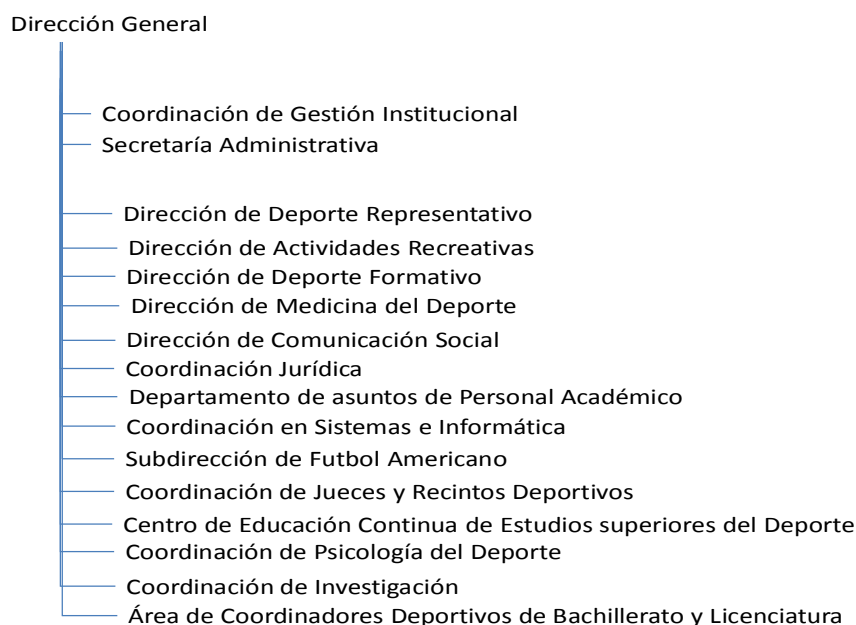 Dirección General
Coordinación de Gestión Institucional
Secretaría Administrativa
Dirección de Deporte Representativo
Dirección de Actividades Recreativas
Dirección de Deporte Formativo
Dirección de Medicina del Deporte
Dirección de Comunicación Social
Coordinación Jurídica
Departamento de asuntos de Personal Académico
Coordinación en Sistemas e Informática
Subdirección de Futbol Americano
Coordinación de Jueces y Recintos Deportivos
Centro de Educación Continua de Estudios superiores del Deporte
Coordinación de Psicología del Deporte
Coordinación de Investigación
Área de Coordinadores Deportivos de Bachillerato y Licenciatura